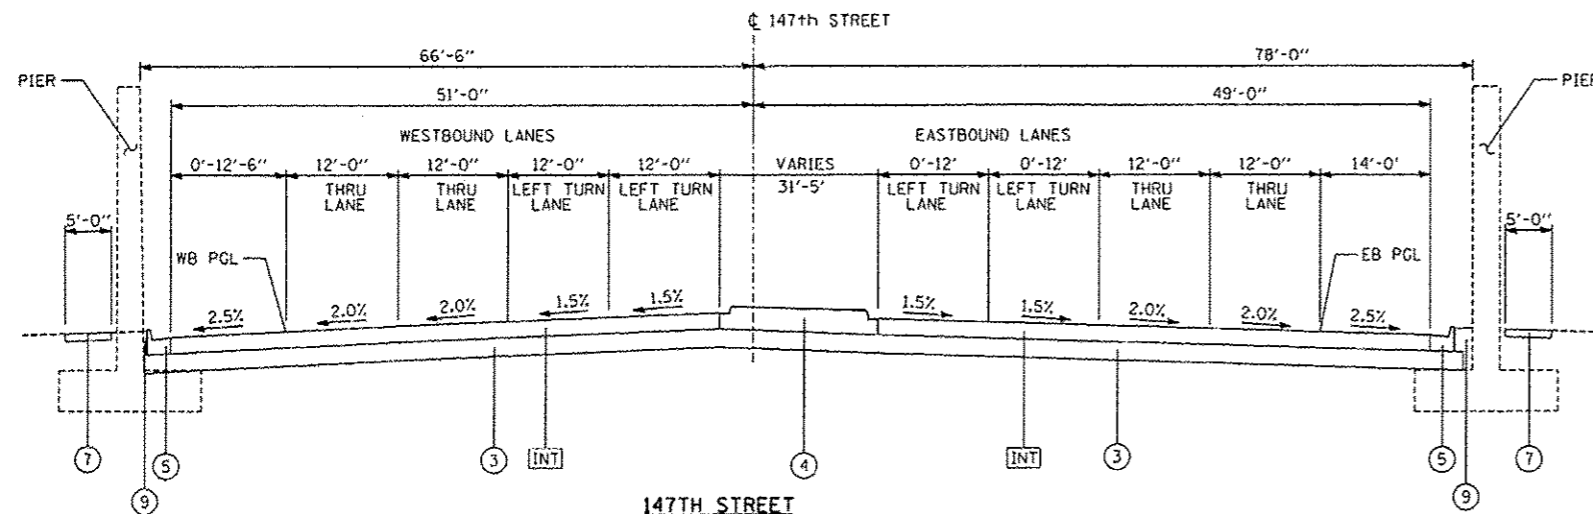 ℄ 147th STREET
66'-6" 78'-0"
PIER PIER
51'-0" 49'-0"
WESTBOUND LANES EASTBOUND LANES
0'-12'-6" 12'-0" 12'-0" 12'-0" 12'-0" VARIES 0'-12' 0'-12' 12'-0" 12'-0" 14'-0'
THRU LANE THRU LANE LEFT TURN LANE LEFT TURN LANE 31'-5' LEFT TURN LANE LEFT TURN LANE THRU LANE THRU LANE
5'-0" 5'-0"
WB PGL EB PGL
2.5% 2.0% 2.0% 1.5% 1.5% 1.5% 1.5% 2.0% 2.0% 2.5%
7 5 3 INT 4 INT 3 5 7
9 9
147TH STREET